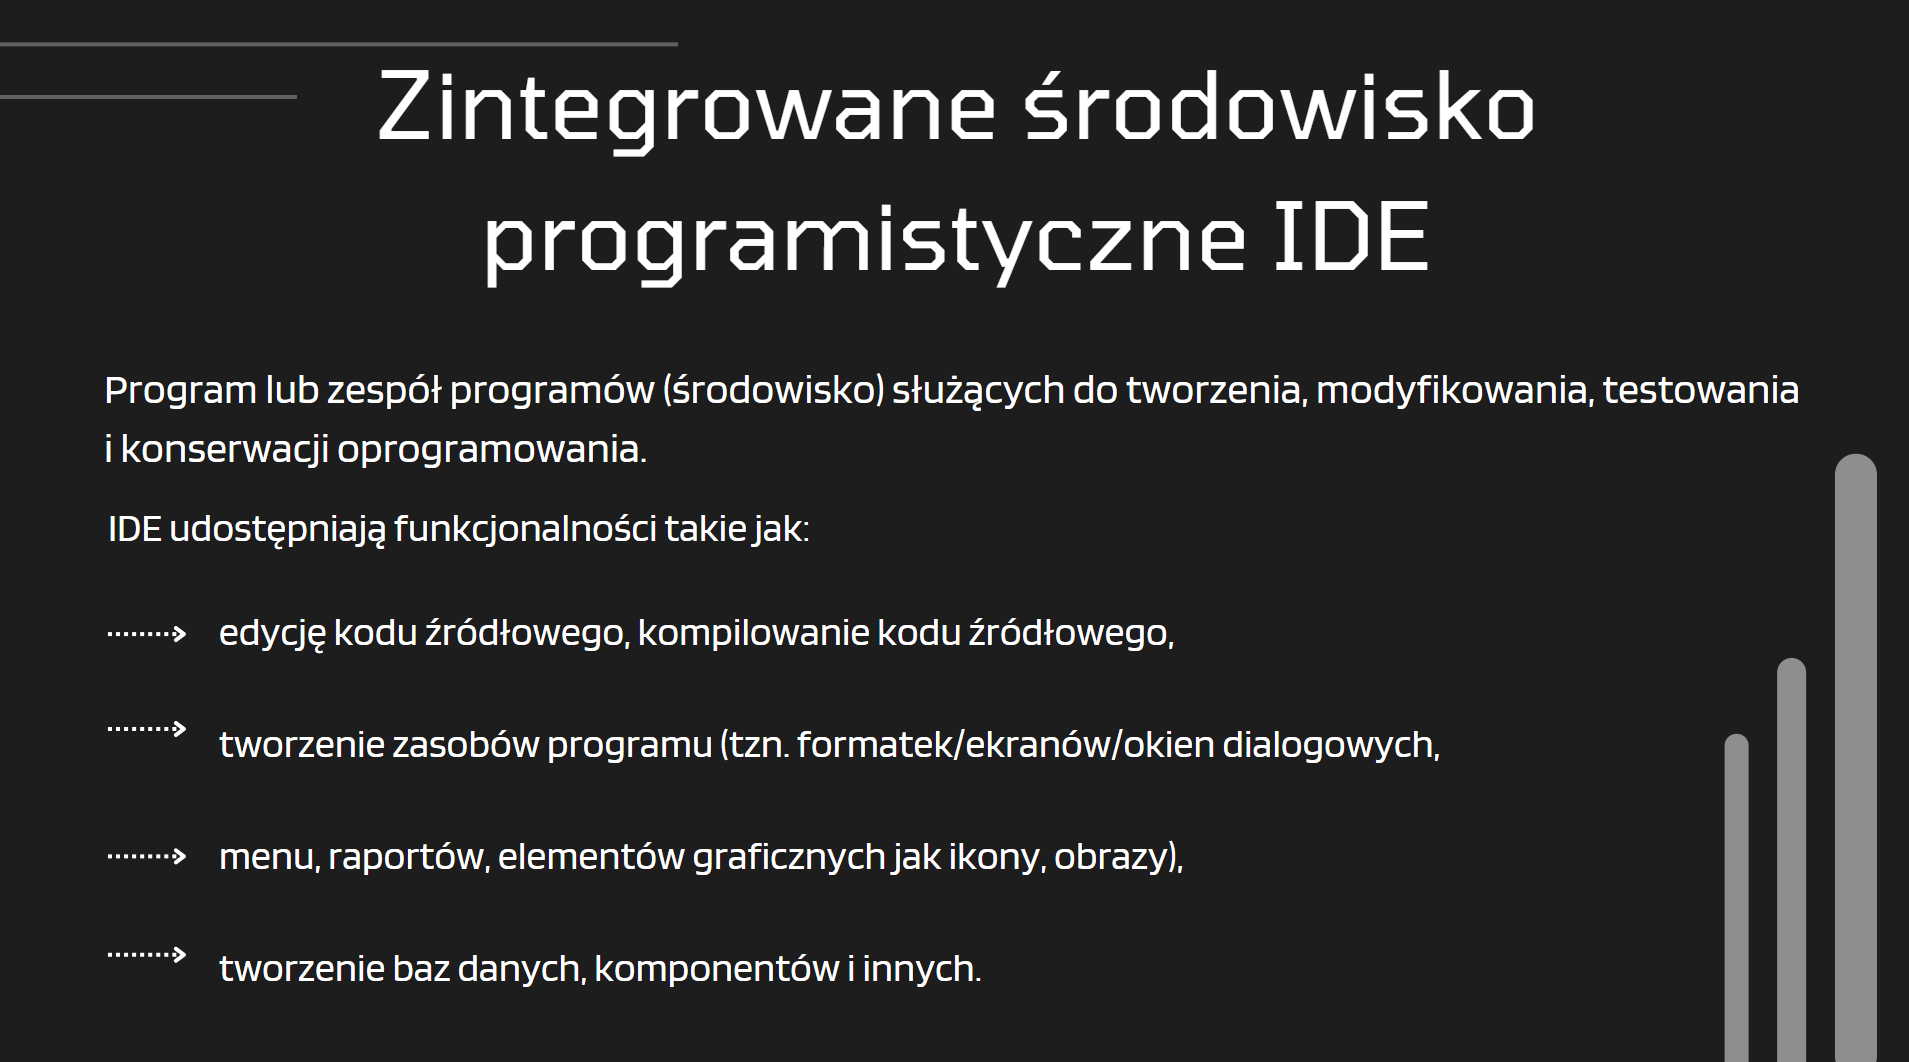 Zintegrowane środowisko
programistyczne IDE
Program lub zespół programów (środowisko) służących do tworzenia, modyfikowania, testowania
i konserwacji oprogramowania.
IDE udostępniają funkcjonalności takie jak:
edycję kodu źródłowego, kompilowanie kodu źródłowego,
tworzenie zasobów programu (tzn. formatek/ekranów/okien dialogowych,
menu, raportów, elementów graficznych jak ikony, obrazy),
tworzenie baz danych, komponentów i innych.